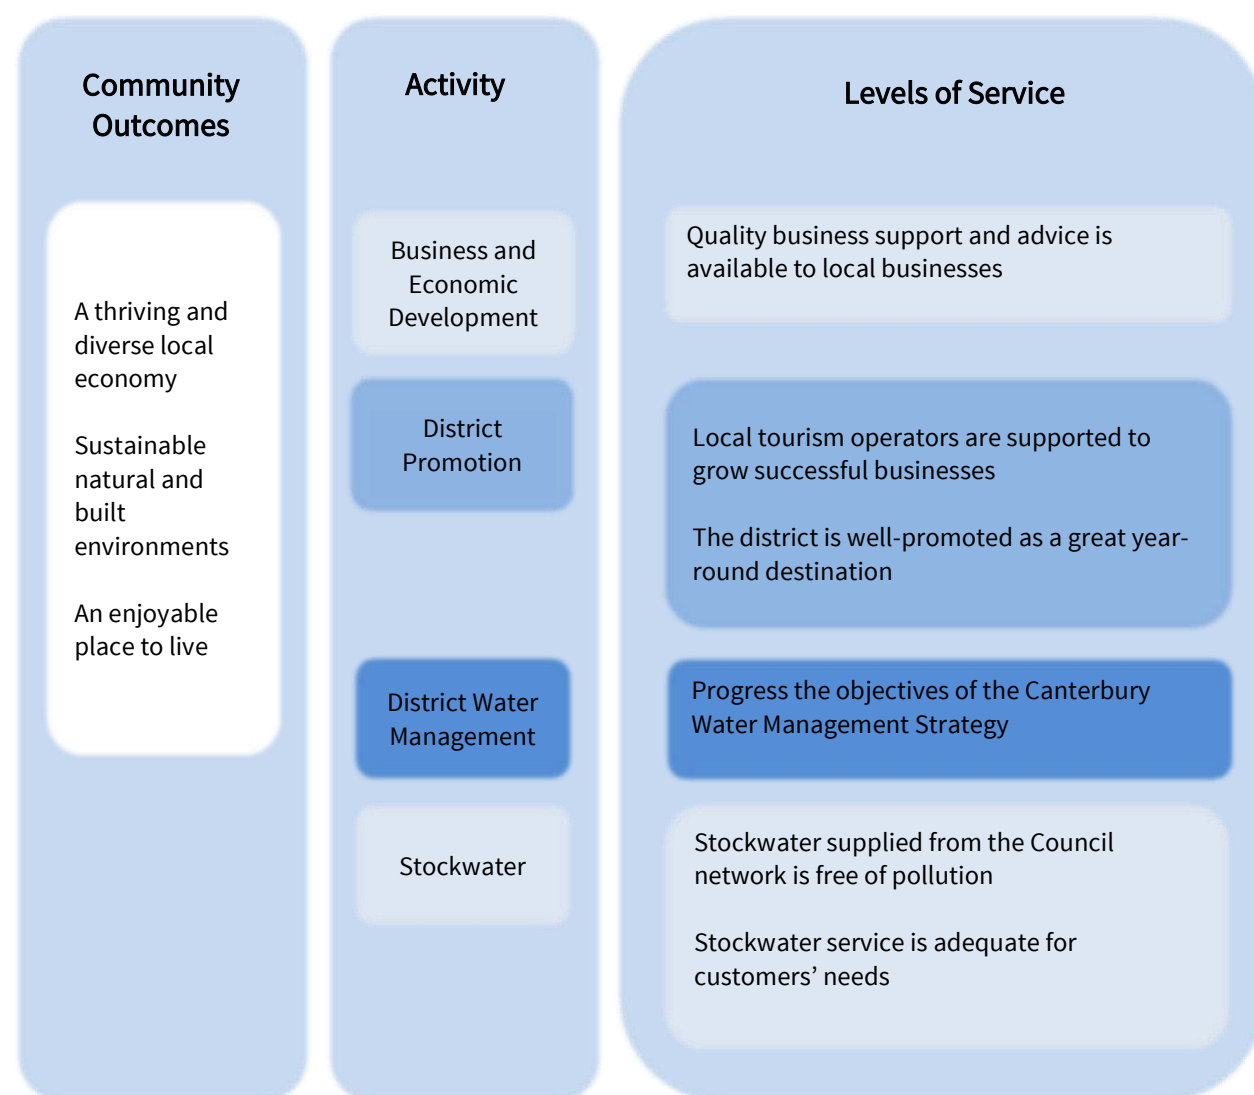 Community
Outcomes
A thriving and
diverse local
economy
Sustainable
natural and
built
environments
An enjoyable
place to live
Activity
Business and
Economic
Development
District
Promotion
District Water
Management
Stockwater
Levels of Service
Quality business support and advice is
available to local businesses
Local tourism operators are supported to
grow successful businesses
The district is well-promoted as a great year-
round destination
Progress the objectives of the Canterbury
Water Management Strategy
Stockwater supplied from the Council
network is free of pollution
Stockwater service is adequate for
customers’ needs